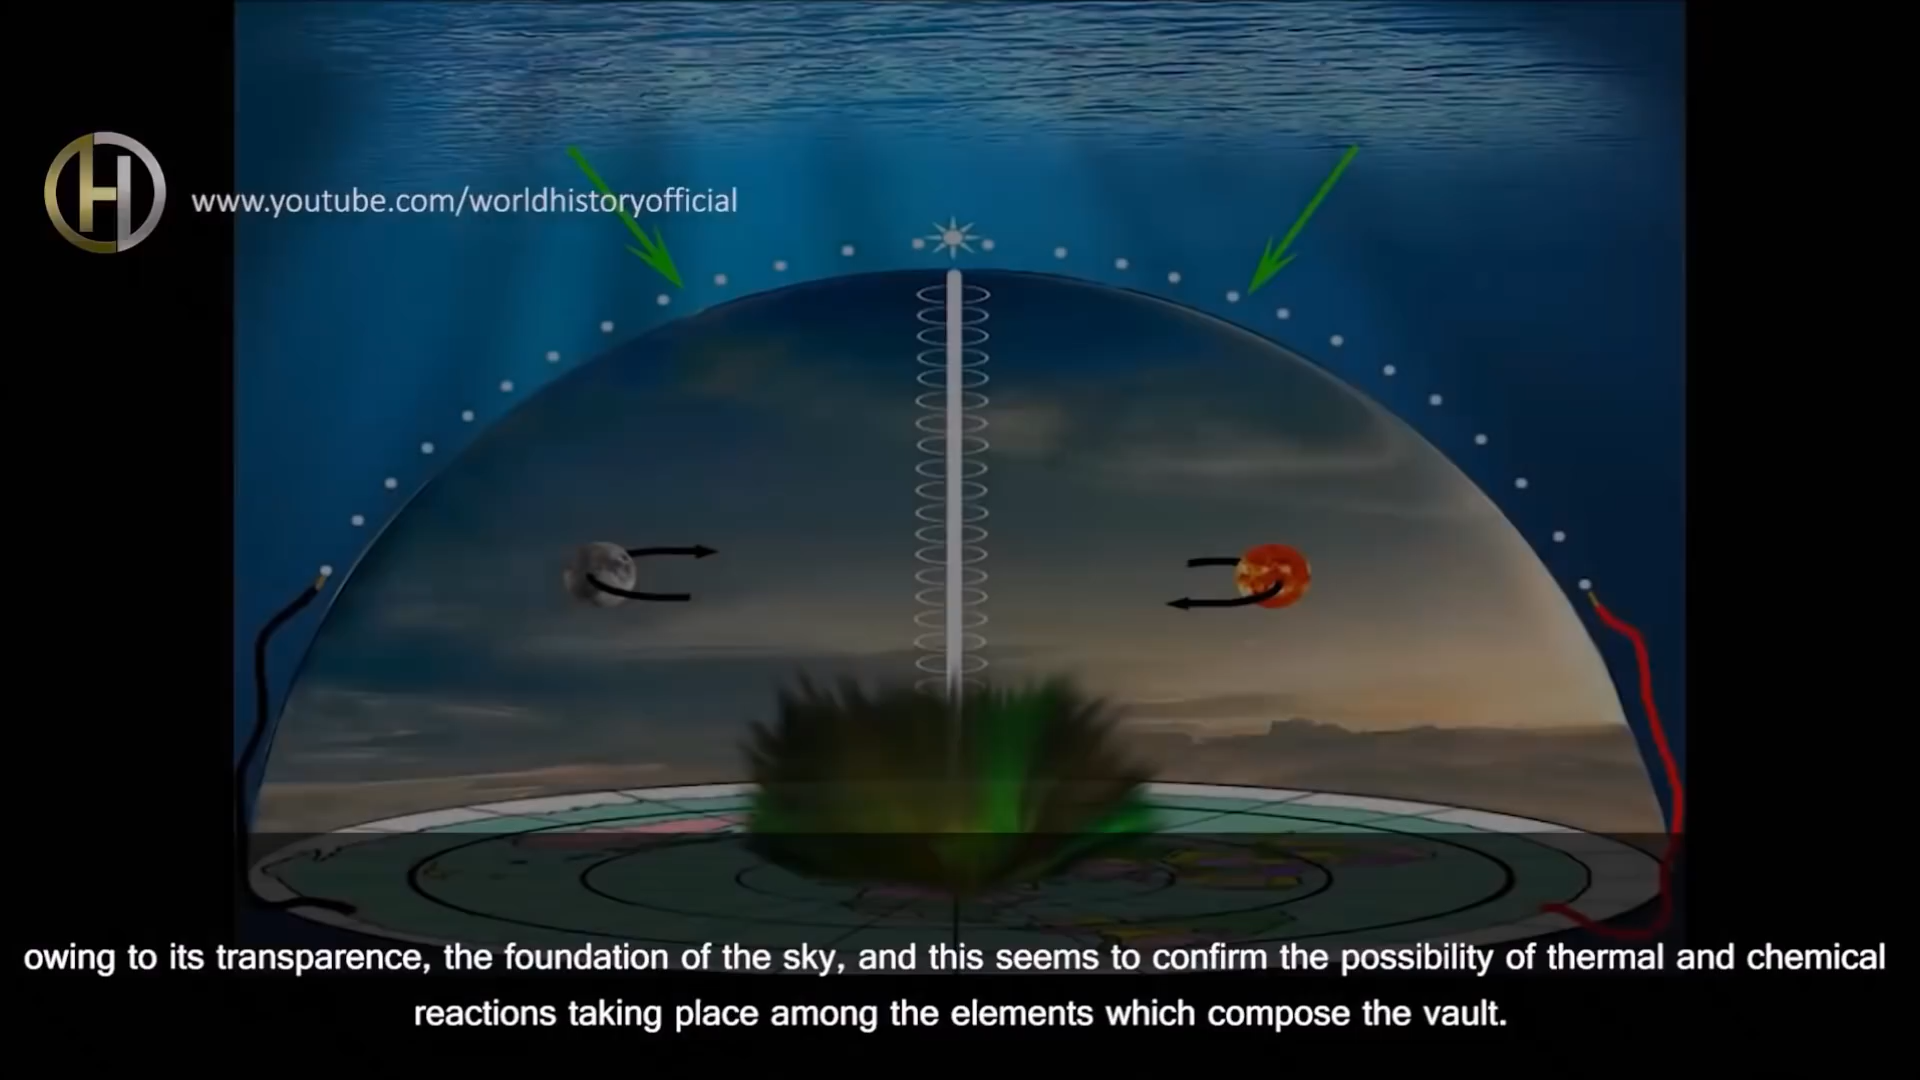 www.youtube.com/worldhistoryofficial
owing to its transparence, the foundation of the sky, and this seems to confirm the possibility of thermal and chemical
reactions taking place among the elements which compose the vault.